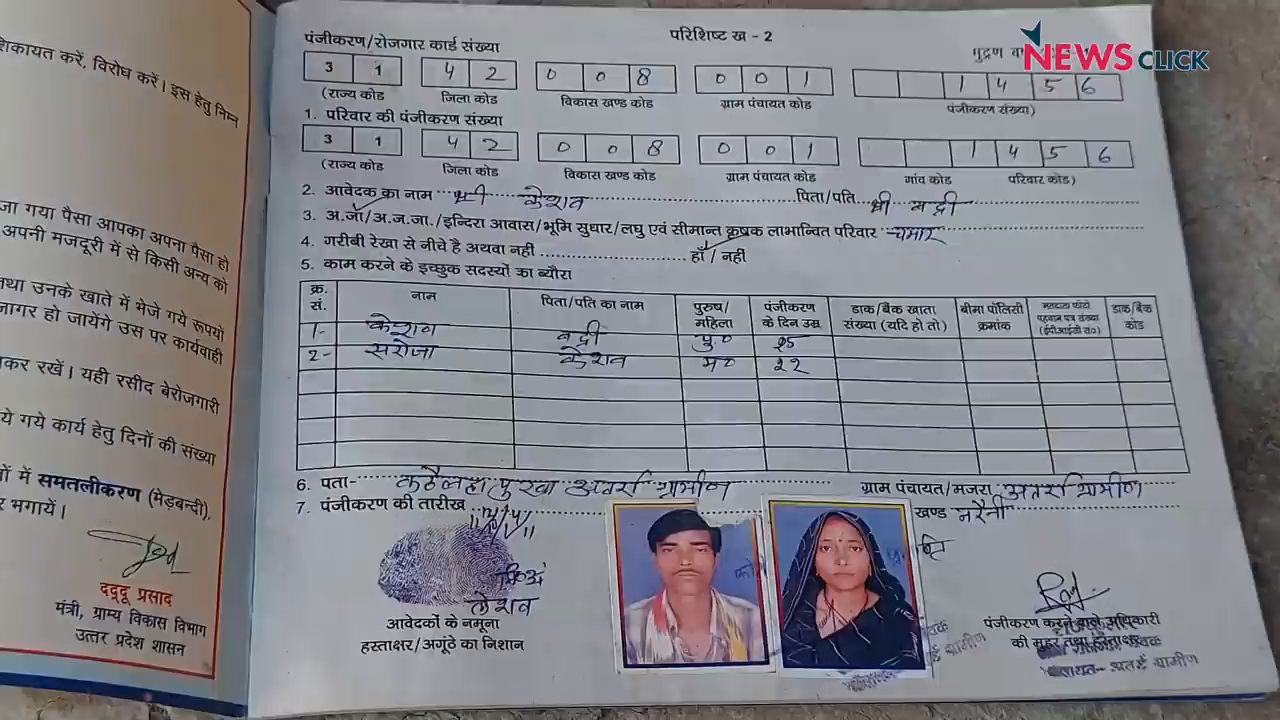 NEWSCLICK
शिकायत करें, विरोध करें। इस हेतु निम्न
जा गया पैसा आपका अपना पैसा हो
अपनी मजदूरी में से किसी अन्य को
तथा उनके खाते में भेजे गये रूपयों
जागर हो जायेंगे उस पर कार्यवाही
कर रखें। यही रसीद बेरोजगारी
ये गये कार्य हेतु दिनों की संख्या
में समतलीकरण (मेड़बन्दी),
भगायें।
दद्दू प्रसाद
मंत्री, ग्राम्य विकास विभाग
उत्तर प्रदेश शासन
परिशिष्ट ख - 2
मुद्रण
पंजीकरण/रोजगार कार्ड संख्या
3 1 4 2 0 0 8 0 0 1 1 4 5 6
(राज्य कोड जिला कोड विकास खण्ड कोड ग्राम पंचायत कोड पंजीकरण संख्या)
1. परिवार की पंजीकरण संख्या
3 1 4 2 0 0 8 0 0 1 1 4 5 6
(राज्य कोड जिला कोड विकास खण्ड कोड ग्राम पंचायत कोड गांव कोड परिवार कोड)
2. आवेदक का नाम श्री केशव पिता/पति श्री बद्री
3. अ.जा/अ.ज.जा./इन्दिरा आवास/भूमि सुधार/लघु एवं सीमान्त कृषक लाभान्वित परिवार चमार
4. गरीबी रेखा से नीचे है अथवा नहीं हाँ / नहीं
5. काम करने के इच्छुक सदस्यों का ब्यौरा
क्र. सं. नाम पिता/पति का नाम पुरुष/ महिला पंजीकरण के दिन उम्र डाक/बैंक खाता संख्या (यदि हो तो) बीमा पॉलिसी क्रमांक मतदाता फोटो पहचान पत्र संख्या (ईपीआईसी सं०) डाक/बैंक कोड
1- केशव बद्री पु० २५
2- सरोजा केशव म० २२
6. पता- पुरवा अतर्रा ग्रामीण ग्राम पंचायत/मजरा अतर्रा ग्रामीण
7. पंजीकरण की तारीख खण्ड नरैनी
केशव
आवेदकों के नमूना
हस्ताक्षर/अगूंठे का निशान
पंजीकरण करने वाले अधिकारी
की मुहर तथा हस्ताक्षर